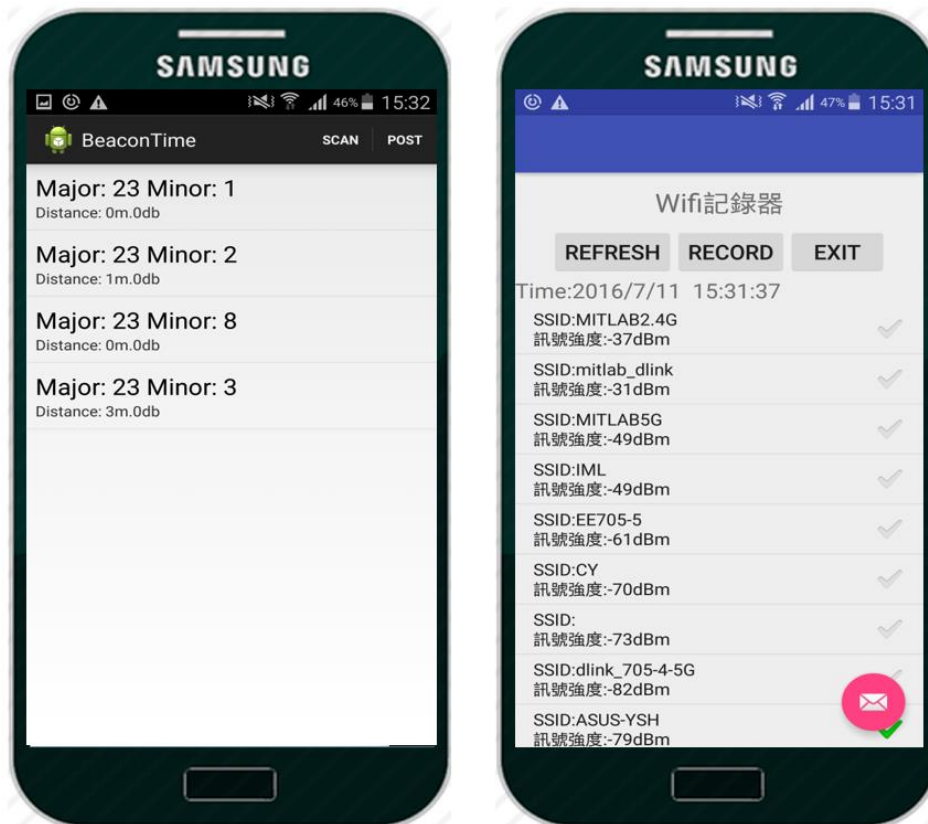 SAMSUNG
46% 15:32
BeaconTime SCAN POST
Major: 23 Minor: 1
Distance: 0m.0db
Major: 23 Minor: 2
Distance: 1m.0db
Major: 23 Minor: 8
Distance: 0m.0db
Major: 23 Minor: 3
Distance: 3m.0db
SAMSUNG
47% 15:31
Wifi記錄器
REFRESH RECORD EXIT
Time:2016/7/11 15:31:37
SSID:MITLAB2.4G
訊號強度:-37dBm
SSID:mitlab_dlink
訊號強度:-31dBm
SSID:MITLAB5G
訊號強度:-49dBm
SSID:IML
訊號強度:-49dBm
SSID:EE705-5
訊號強度:-61dBm
SSID:CY
訊號強度:-70dBm
SSID:
訊號強度:-73dBm
SSID:dlink_705-4-5G
訊號強度:-82dBm
SSID:ASUS-YSH
訊號強度:-79dBm